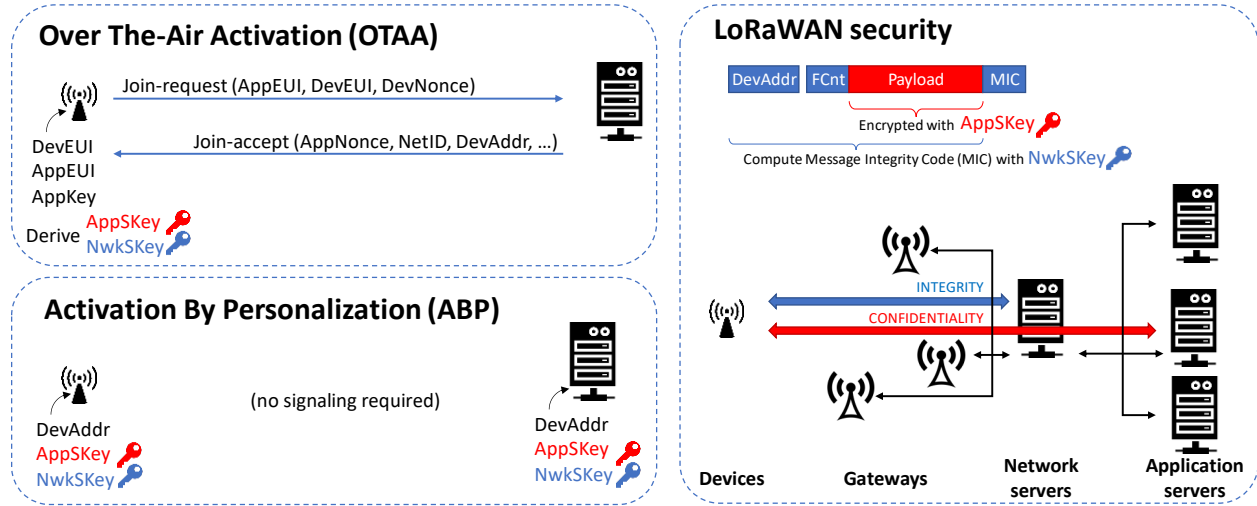 Over The-Air Activation (OTAA)
Join-request (AppEUI, DevEUI, DevNonce)
Join-accept (AppNonce, NetID, DevAddr, ...)
DevEUI
AppEUI
AppKey
Derive
AppSKey
NwkSKey
Activation By Personalization (ABP)
(no signaling required)
DevAddr
AppSKey
NwkSKey
DevAddr
AppSKey
NwkSKey
LoRaWAN security
DevAddr FCnt Payload MIC
Encrypted with AppSKey
Compute Message Integrity Code (MIC) with NwkSKey
INTEGRITY
CONFIDENTIALITY
Devices
Gateways
Network
servers
Application
servers